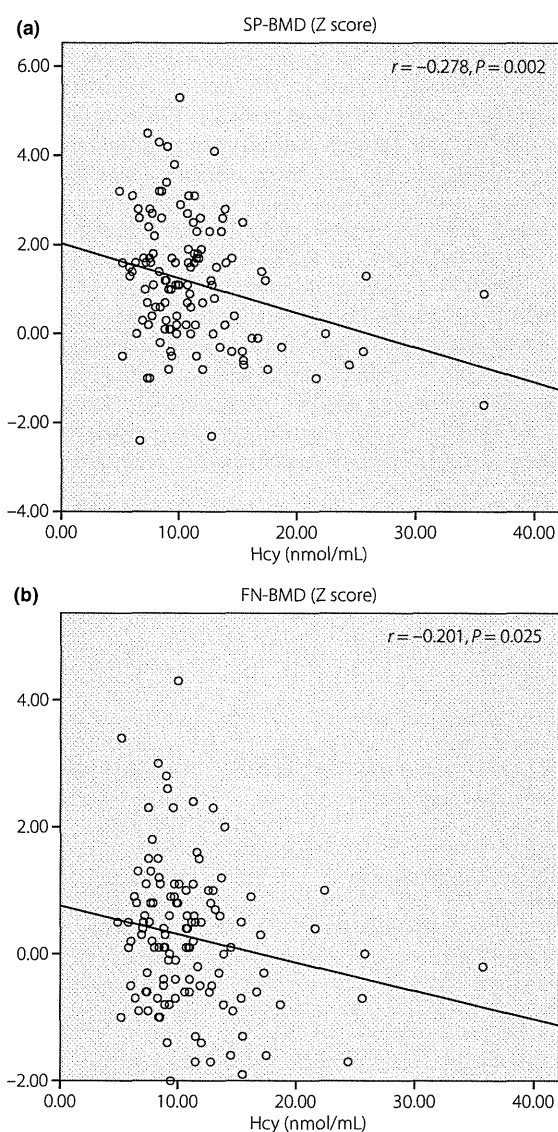 (a)
SP-BMD (Z score)
r = −0.278, P = 0.002
6.00
4.00
2.00
0.00
−2.00
−4.00
0.00 10.00 20.00 30.00 40.00
Hcy (nmol/mL)
(b)
FN-BMD (Z score)
r = −0.201, P = 0.025
4.00
2.00
0.00
−2.00
0.00 10.00 20.00 30.00 40.00
Hcy (nmol/mL)